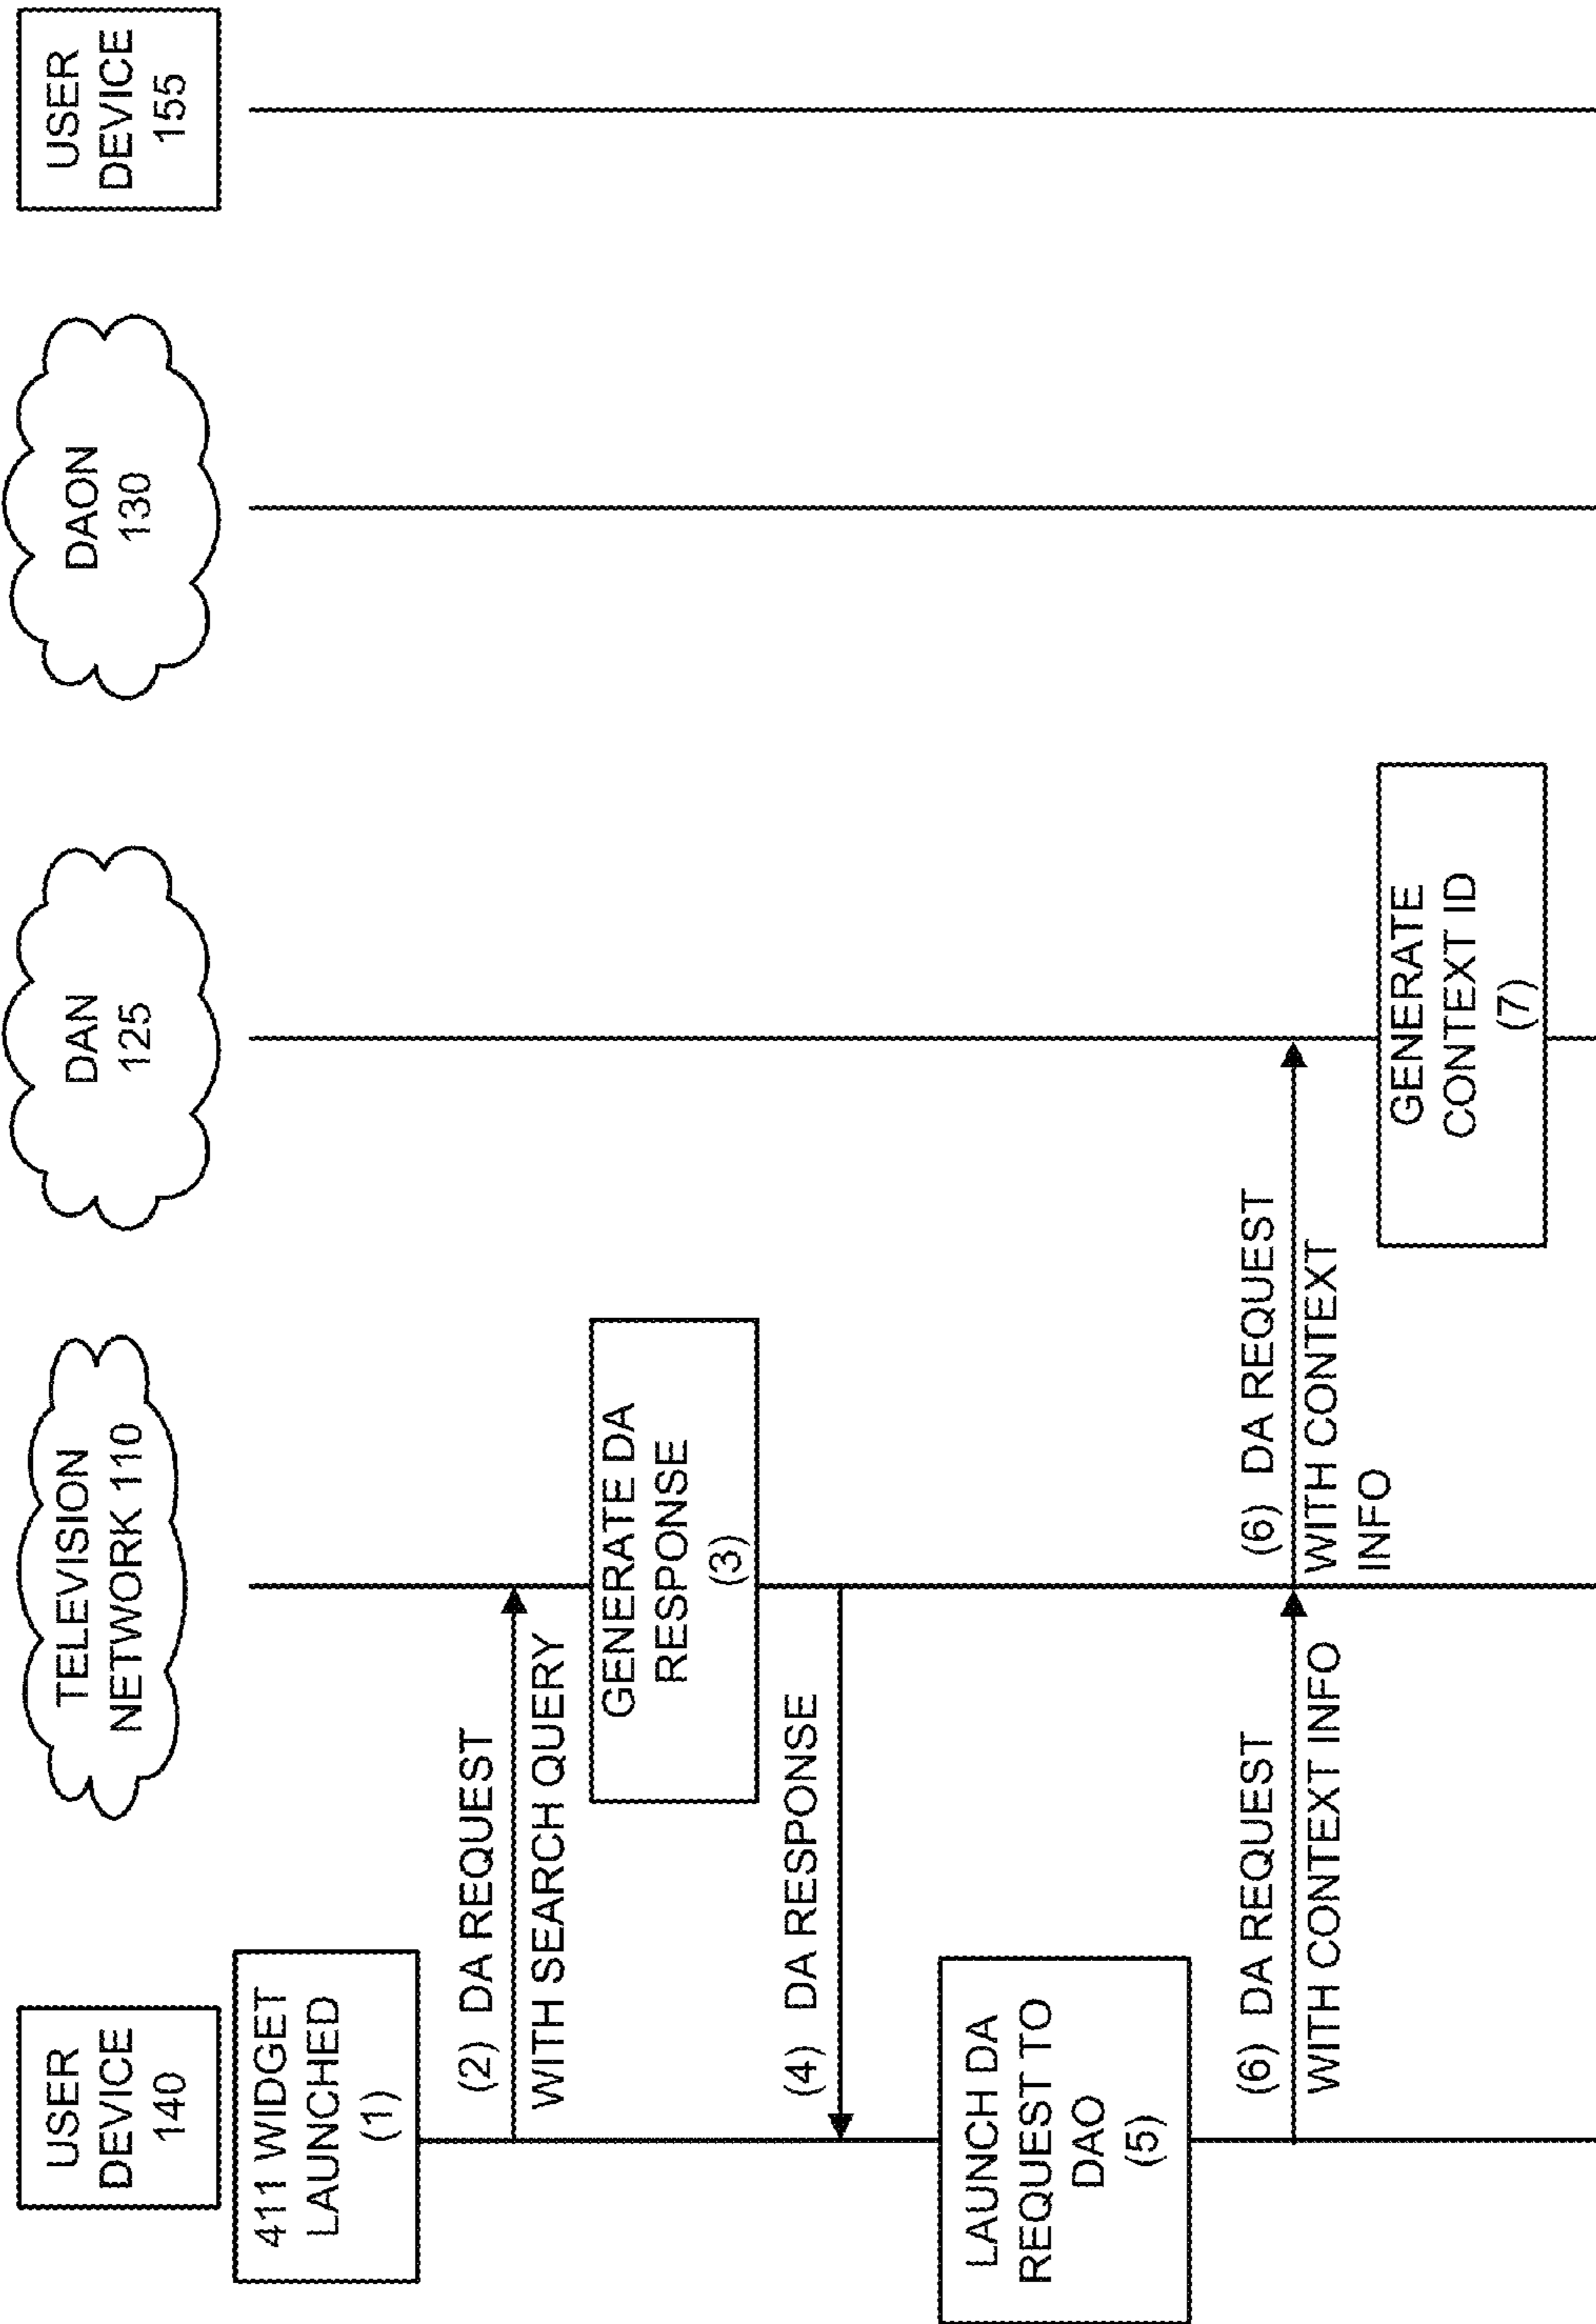 USER
DEVICE
140
TELEVISION
NETWORK 110
DAN
125
DAON
130
USER
DEVICE
155
411 WIDGET
LAUNCHED
(1)
(2) DA REQUEST
WITH SEARCH QUERY
GENERATE DA
RESPONSE
(3)
(4) DA RESPONSE
LAUNCH DA
REQUEST TO
DAO
(5)
(6) DA REQUEST
WITH CONTEXT INFO
(6) DA REQUEST
WITH CONTEXT
INFO
GENERATE
CONTEXT ID
(7)